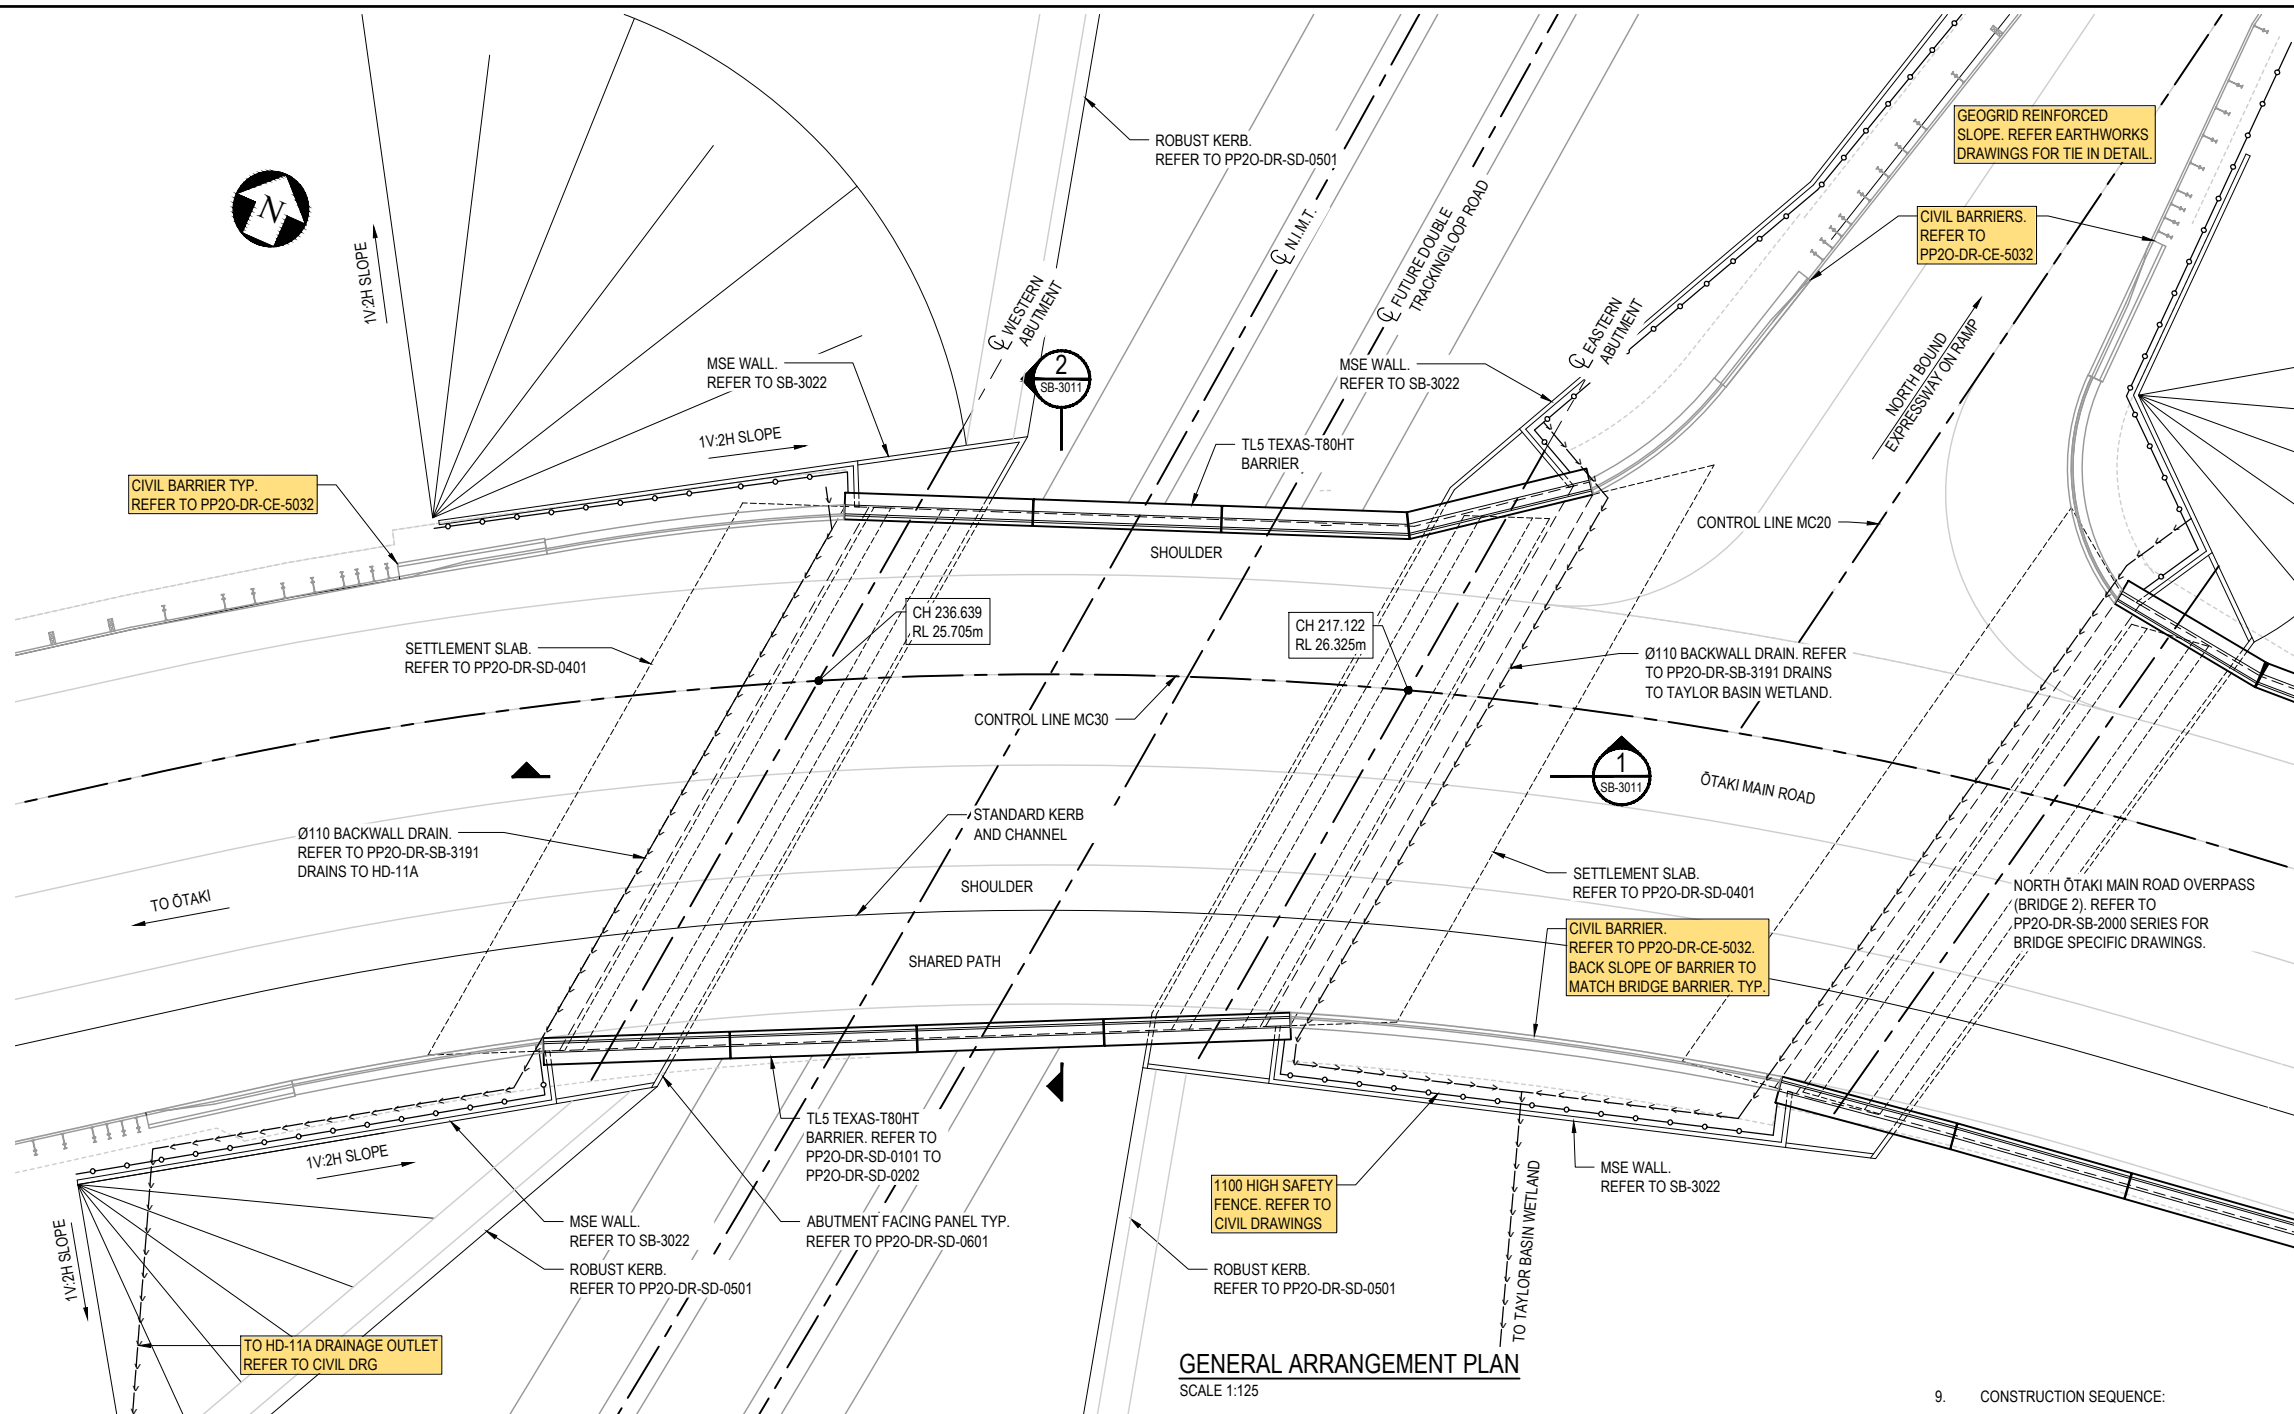 ROBUST KERB.
REFER TO PP2O-DR-SD-0501
GEOGRID REINFORCED
SLOPE. REFER EARTHWORKS
DRAWINGS FOR TIE IN DETAIL.
N
CIVIL BARRIERS.
REFER TO
PP2O-DR-CE-5032
1V:2H SLOPE
℄ N.I.M.T.
℄ FUTURE DOUBLE
TRACKING/LOOP ROAD
℄ WESTERN
ABUTMENT
℄ EASTERN
ABUTMENT
NORTH BOUND
EXPRESSWAY ON RAMP
MSE WALL.
REFER TO SB-3022
2
SB-3011
MSE WALL.
REFER TO SB-3022
1V:2H SLOPE
TL5 TEXAS-T80HT
BARRIER
CIVIL BARRIER TYP.
REFER TO PP2O-DR-CE-5032
CONTROL LINE MC20
SHOULDER
CH 236.639
RL 25.705m
CH 217.122
RL 26.325m
SETTLEMENT SLAB.
REFER TO PP2O-DR-SD-0401
Ø110 BACKWALL DRAIN. REFER
TO PP2O-DR-SB-3191 DRAINS
TO TAYLOR BASIN WETLAND.
CONTROL LINE MC30
1
SB-3011
ŌTAKI MAIN ROAD
STANDARD KERB
AND CHANNEL
Ø110 BACKWALL DRAIN.
REFER TO PP2O-DR-SB-3191
DRAINS TO HD-11A
SHOULDER
SETTLEMENT SLAB.
REFER TO PP2O-DR-SD-0401
NORTH ŌTAKI MAIN ROAD OVERPASS
(BRIDGE 2). REFER TO
PP2O-DR-SB-2000 SERIES FOR
BRIDGE SPECIFIC DRAWINGS.
TO ŌTAKI
CIVIL BARRIER.
REFER TO PP2O-DR-CE-5032.
BACK SLOPE OF BARRIER TO
MATCH BRIDGE BARRIER. TYP.
SHARED PATH
TL5 TEXAS-T80HT
BARRIER. REFER TO
PP2O-DR-SD-0101 TO
PP2O-DR-SD-0202
1V:2H SLOPE
MSE WALL.
REFER TO SB-3022
1100 HIGH SAFETY
FENCE. REFER TO
CIVIL DRAWINGS
TO TAYLOR BASIN WETLAND
MSE WALL.
REFER TO SB-3022
ABUTMENT FACING PANEL TYP.
REFER TO PP2O-DR-SD-0601
1V:2H SLOPE
ROBUST KERB.
REFER TO PP2O-DR-SD-0501
ROBUST KERB.
REFER TO PP2O-DR-SD-0501
TO HD-11A DRAINAGE OUTLET
REFER TO CIVIL DRG
GENERAL ARRANGEMENT PLAN
SCALE 1:125
9. CONSTRUCTION SEQUENCE: